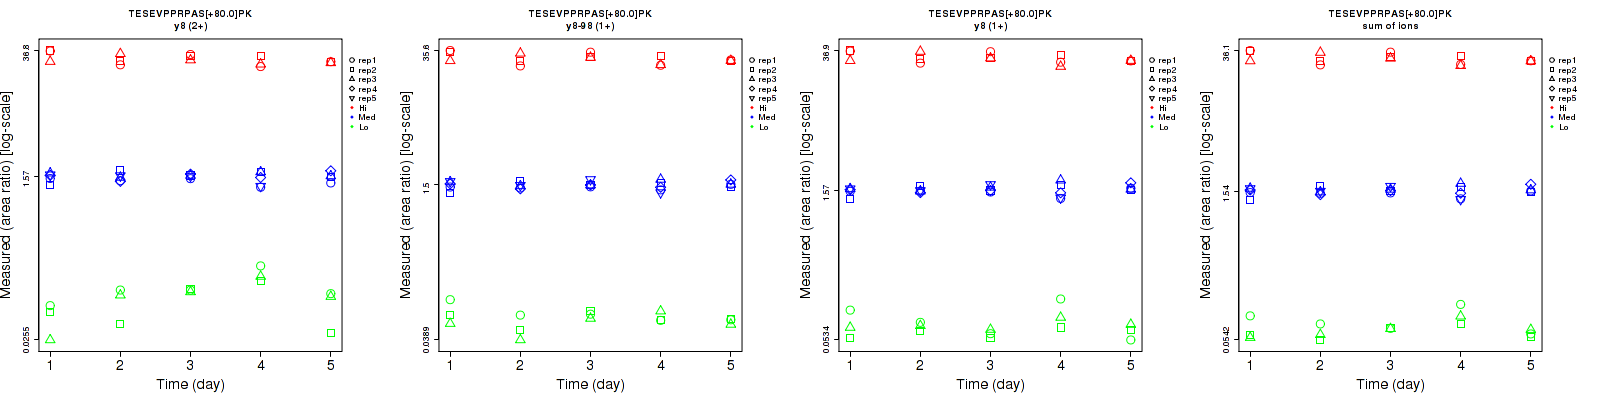 TESEVPPRPAS[+80.0]PK
y8 (2+)
Measured (area ratio) [log-scale]
36.8
1.57
0.0255
1 2 3 4 5
Time (day)
rep1
rep2
rep3
rep4
rep5
Hi
Med
Lo
TESEVPPRPAS[+80.0]PK
y8-98 (1+)
Measured (area ratio) [log-scale]
35.6
1.5
0.0389
1 2 3 4 5
Time (day)
rep1
rep2
rep3
rep4
rep5
Hi
Med
Lo
TESEVPPRPAS[+80.0]PK
y8 (1+)
Measured (area ratio) [log-scale]
36.9
1.57
0.0534
1 2 3 4 5
Time (day)
rep1
rep2
rep3
rep4
rep5
Hi
Med
Lo
TESEVPPRPAS[+80.0]PK
sum of ions
Measured (area ratio) [log-scale]
36.1
1.54
0.0542
1 2 3 4 5
Time (day)
rep1
rep2
rep3
rep4
rep5
Hi
Med
Lo